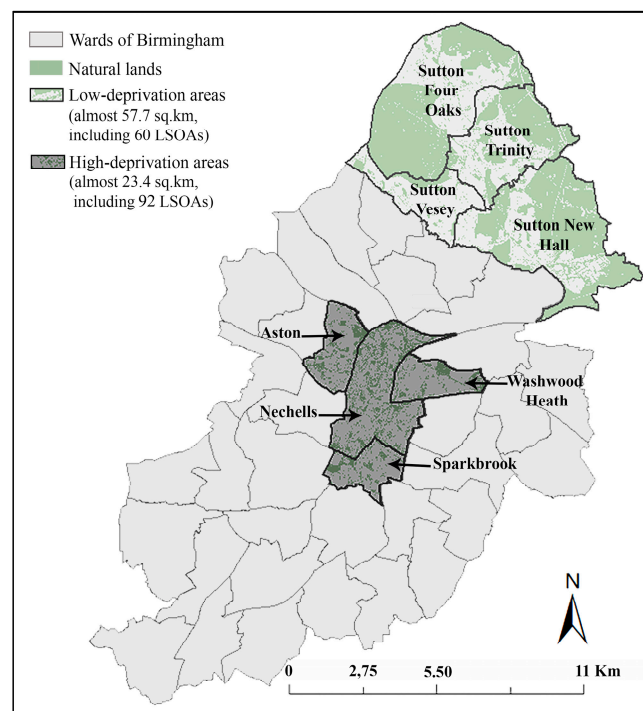 Wards of Birmingham
Natural lands
Low-deprivation areas
(almost 57.7 sq.km,
including 60 LSOAs)
High-deprivation areas
(almost 23.4 sq.km,
including 92 LSOAs)
Sutton
Four
Oaks
Sutton
Trinity
Sutton
Vesey
Sutton New
Hall
Aston
Washwood
Heath
Nechells
Sparkbrook
N
0 2,75 5,50 11 Km